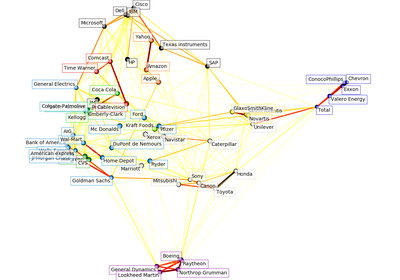 Cisco
Dell
Microsoft
Yahoo
Texas instruments
Comcast
HP
SAP
Time Warner
Amazon
Apple
ConocoPhillips
Chevron
Exxon
General Electrics
Coca Cola
Valero Energy
Cablevision
Colgate-Palmolive
Total
GlaxoSmithKline
Kimberly-Clark
Ford
Novartis
Kellogg
Unilever
Kraft Foods
Mc Donalds
Pfizer
AIG
Xerox
Navistar
Wal-Mart
Caterpillar
Bank of America
DuPont de Nemours
American express
Home Depot
CVS
Ryder
Marriott
Honda
Goldman Sachs
Sony
Mitsubishi
Canon
Toyota
Boeing
Raytheon
General Dynamics
Northrop Grumman
Lookheed Martin